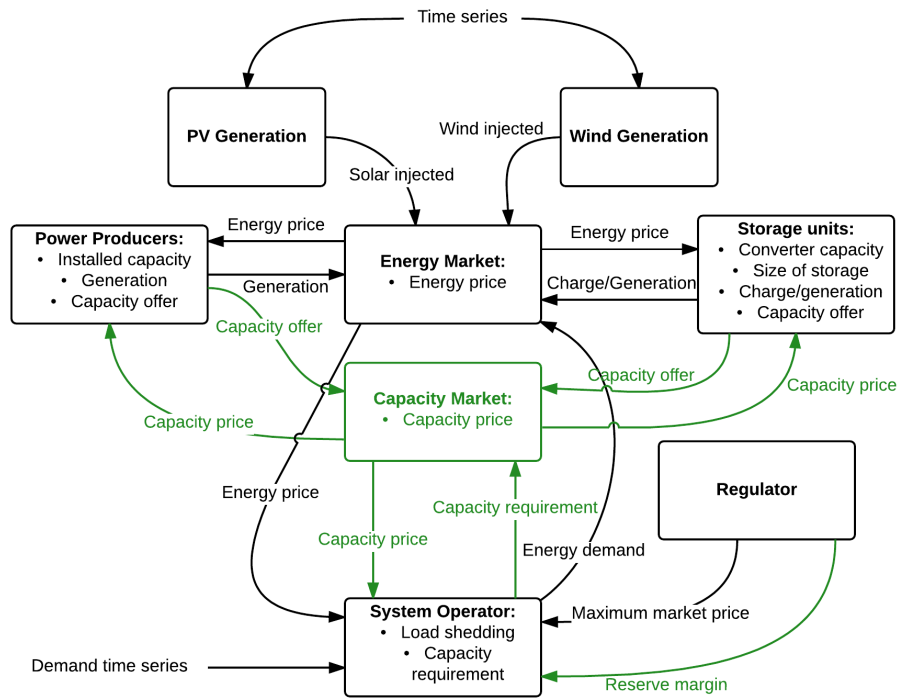 Time series
PV Generation
Wind injected
Wind Generation
Solar injected
Power Producers:
• Installed capacity
• Generation
• Capacity offer
Energy price
Generation
Energy Market:
• Energy price
Energy price
Charge/Generation
Storage units:
• Converter capacity
• Size of storage
• Charge/generation
• Capacity offer
Capacity offer
Capacity Market:
• Capacity price
Capacity offer
Capacity price
Capacity price
Energy price
Capacity requirement
Regulator
Capacity price
Energy demand
System Operator:
• Load shedding
• Capacity
requirement
Maximum market price
Demand time series
Reserve margin